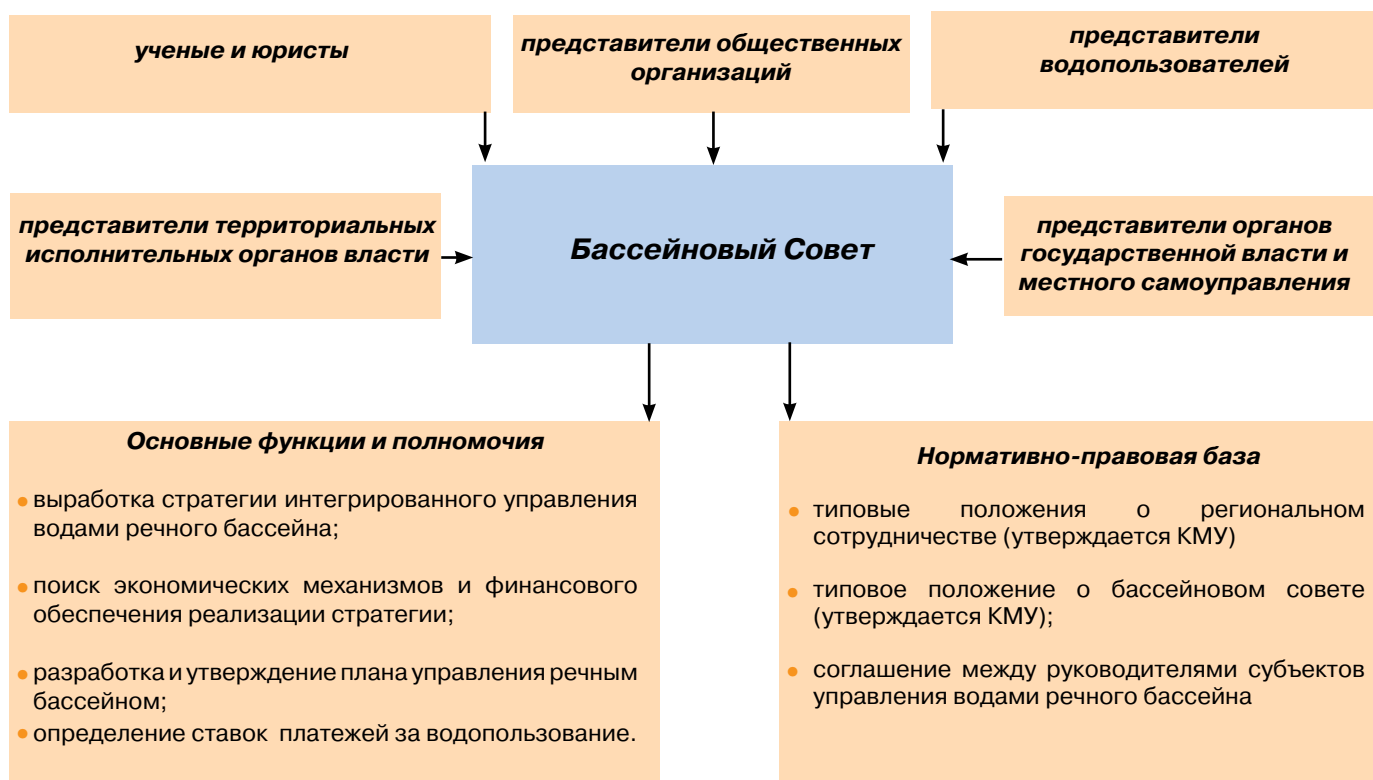 ученые и юристы
представители общественных
организаций
представители
водопользователей
представители территориальных
исполнительных органов власти
Бассейновый Совет
представители органов
государственной власти и
местного самоуправления
Основные функции и полномочия
• выработка стратегии интегрированного управления
водами речного бассейна;
• поиск экономических механизмов и финансового
обеспечения реализации стратегии;
• разработка и утверждение плана управления речным
бассейном;
• определение ставок платежей за водопользование.
Нормативно-правовая база
• типовые положения о региональном
сотрудничестве (утверждается КМУ)
• типовое положение о бассейновом совете
(утверждается КМУ);
• соглашение между руководителями субъектов
управления водами речного бассейна